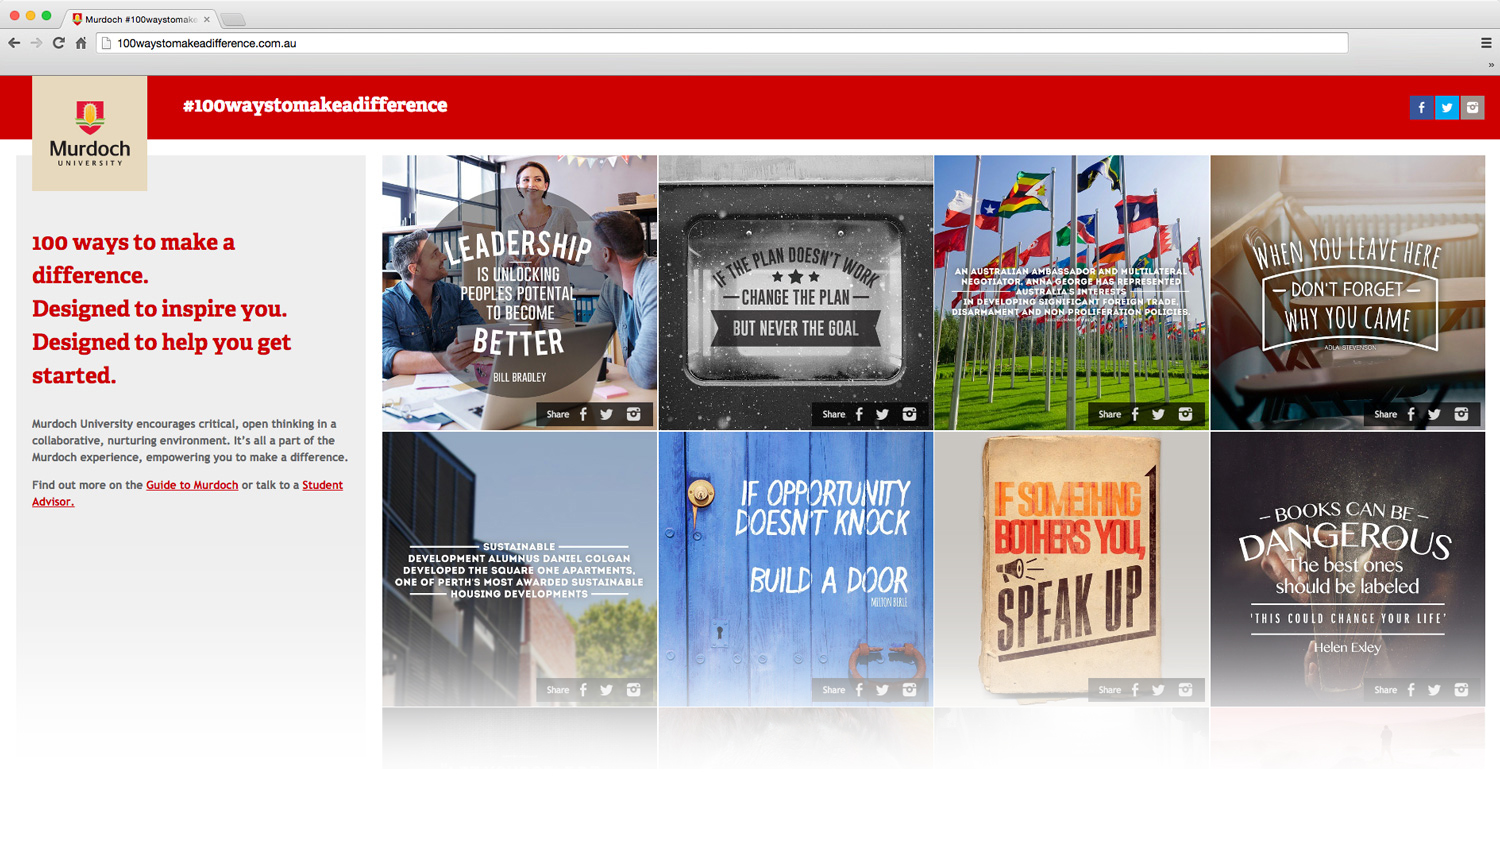 Murdoch #100waystomake
100waystomakeadifference.com.au
»
Murdoch
UNIVERSITY
#100waystomakeadifference
100 ways to make a
difference.
Designed to inspire you.
Designed to help you get
started.
Murdoch University encourages critical, open thinking in a
collaborative, nurturing environment. It's all a part of the
Murdoch experience, empowering you to make a difference.
Find out more on the Guide to Murdoch or talk to a Student
Advisor.
LEADERSHIP
IS UNLOCKING
PEOPLES POTENTIAL
TO BECOME
BETTER
BILL BRADLEY
Share
IF THE PLAN DOESN'T WORK
CHANGE THE PLAN
BUT NEVER THE GOAL
Share
AN AUSTRALIAN AMBASSADOR AND MULTILATERAL
NEGOTIATOR, ANNA GEORGE HAS REPRESENTED
AUSTRALIA'S INTERESTS
IN DEVELOPING SIGNIFICANT FOREIGN TRADE,
DISARMAMENT AND NON PROLIFERATION POLICIES.
Share
WHEN YOU LEAVE HERE
DON'T FORGET
WHY YOU CAME
ADLAI STEVENSON
Share
SUSTAINABLE
DEVELOPMENT ALUMNUS DANIEL COLGAN
DEVELOPED THE SQUARE ONE APARTMENTS,
ONE OF PERTH'S MOST AWARDED SUSTAINABLE
HOUSING DEVELOPMENTS
Share
IF OPPORTUNITY
DOESN'T KNOCK
BUILD A DOOR
MILTON BERLE
Share
IF SOMETHING
BOTHERS YOU,
SPEAK UP
Share
BOOKS CAN BE
DANGEROUS
The best ones
should be labeled
'THIS COULD CHANGE YOUR LIFE'
Helen Exley
Share